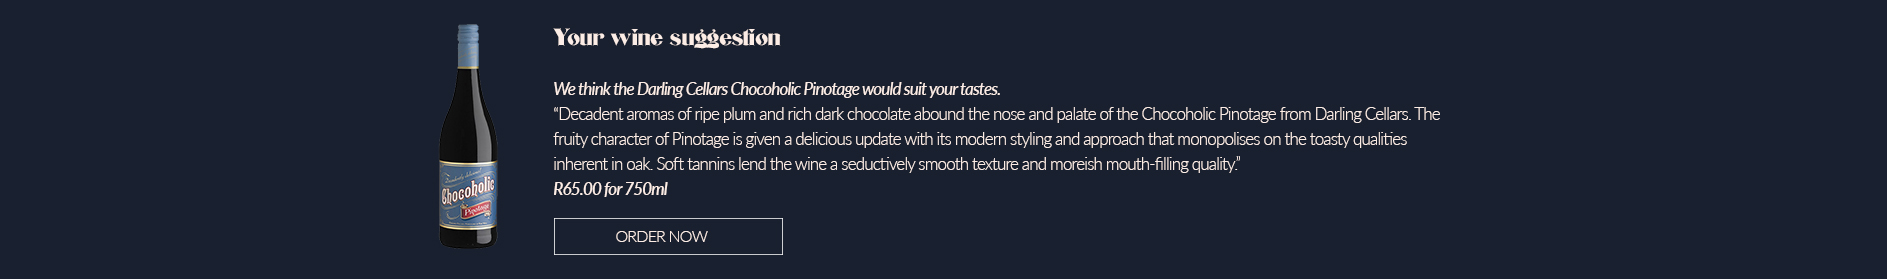 Your wine suggestion
We think the Darling Cellars Chocoholic Pinotage would suit your tastes.
“Decadent aromas of ripe plum and rich dark chocolate abound the nose and palate of the Chocoholic Pinotage from Darling Cellars. The
fruity character of Pinotage is given a delicious update with its modern styling and approach that monopolises on the toasty qualities
inherent in oak. Soft tannins lend the wine a seductively smooth texture and moreish mouth-filling quality.”
R65.00 for 750ml
ORDER NOW
Chocoholic
Pinotage